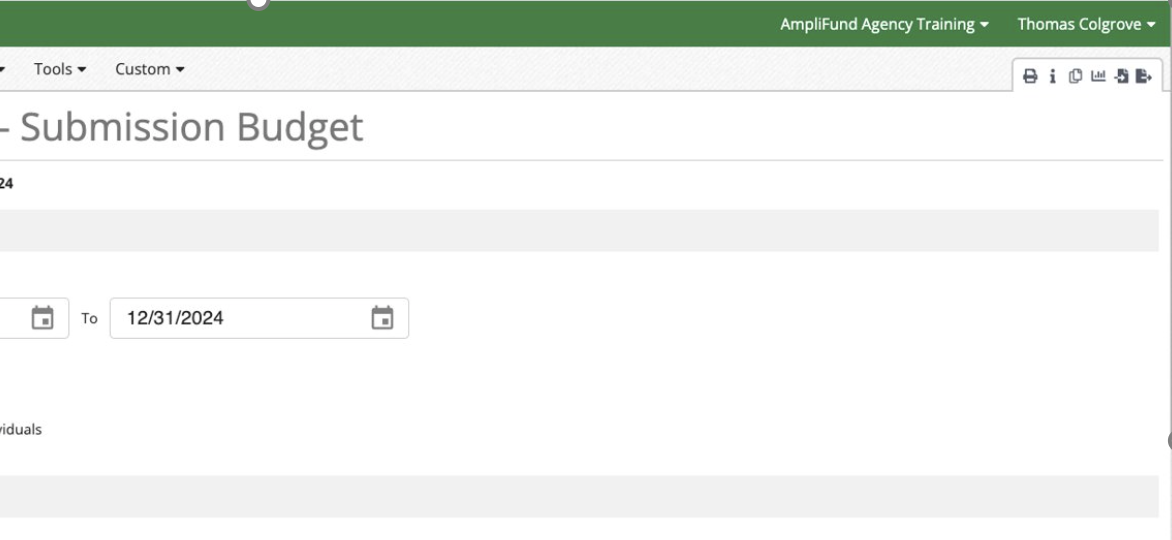 AmpliFund Agency Training Thomas Colgrove
Tools Custom
- Submission Budget
24
To 12/31/2024
viduals